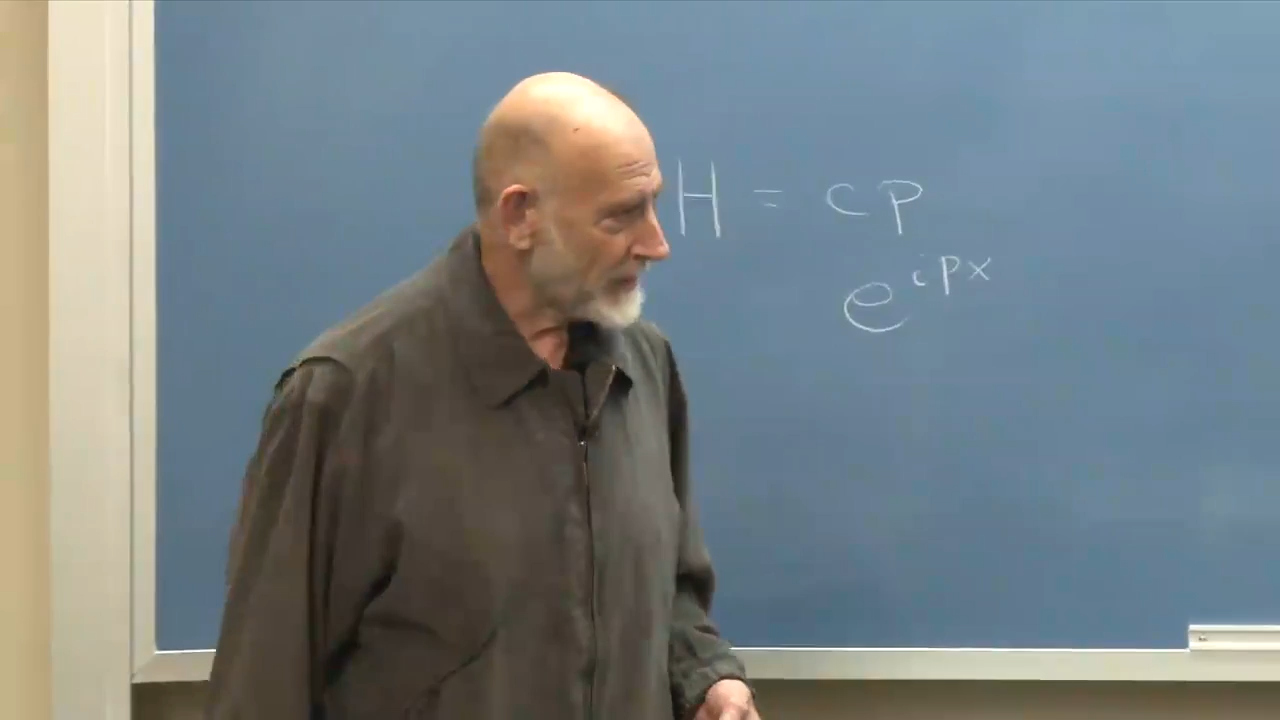 H = cp
e^{ipx}